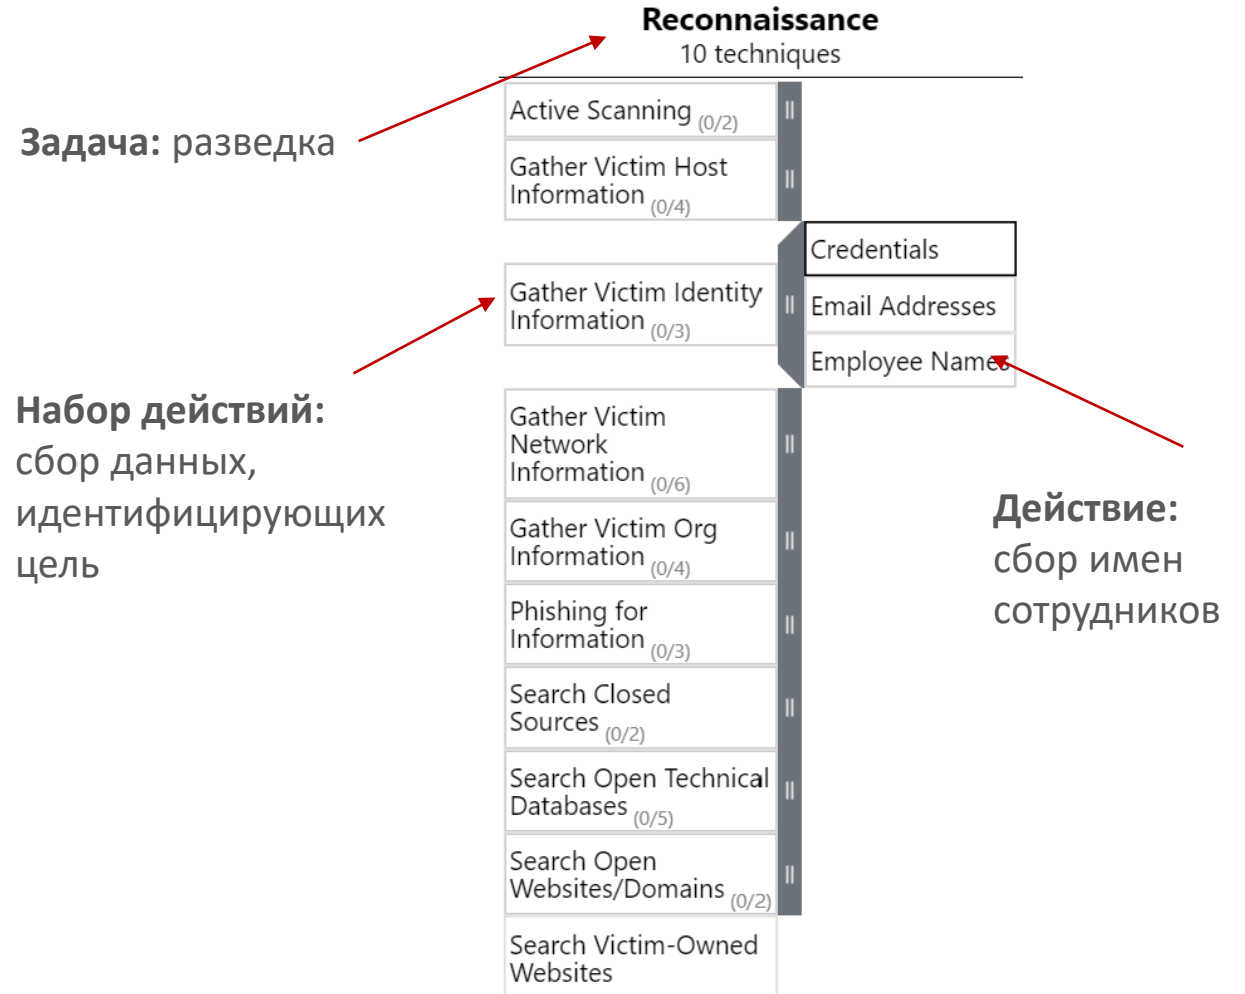 Reconnaissance
10 techniques
Задача: разведка
Active Scanning (0/2)
Gather Victim Host
Information (0/4)
Credentials
Gather Victim Identity
Information (0/3)
Email Addresses
Employee Names
Набор действий:
сбор данных,
идентифицирующих
цель
Gather Victim
Network
Information (0/6)
Gather Victim Org
Information (0/4)
Действие:
сбор имен
сотрудников
Phishing for
Information (0/3)
Search Closed
Sources (0/2)
Search Open Technical
Databases (0/5)
Search Open
Websites/Domains (0/2)
Search Victim-Owned
Websites